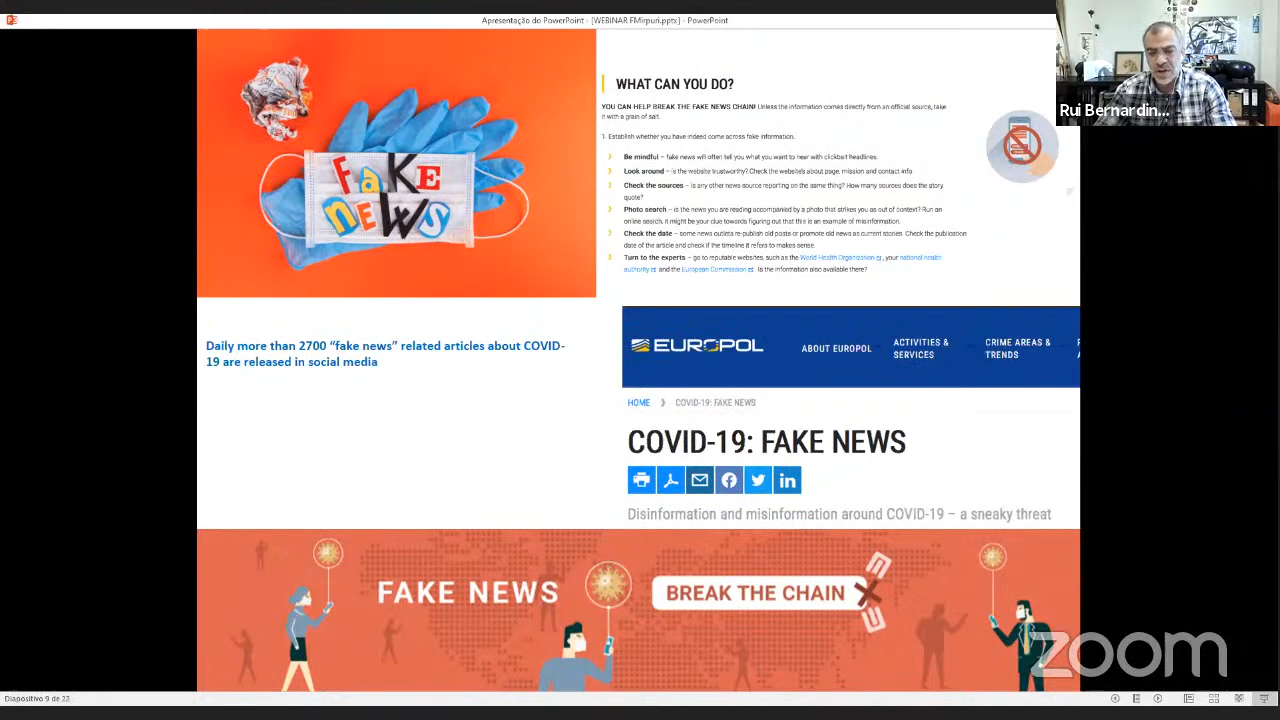 Apresentação do PowerPoint - [WEBINAR FMirpuri.pptx] - PowerPoint
Rui Bernardin...
FaKE
neWS
WHAT CAN YOU DO?
YOU CAN HELP BREAK THE FAKE NEWS CHAIN! Unless the information comes directly from an official source, take
it with a grain of salt.
1. Establish whether you have indeed come across fake information.
Be mindful – fake news will often tell you what you want to hear with clickbait headlines.
Look around – is the website trustworthy? Check the websites about page, mission and contact info
Check the sources – is any other news source reporting on the same thing? How many sources does the story
quote?
Photo search – is the news you are reading accompanied by a photo that strikes you as out of context? Run an
online search, it might be your clue towards figuring out that this is an example of misinformation.
Check the date – some news outlets re-publish old posts or promote old news as current stories. Check the publication
date of the article and check if the timeline it refers to makes sense.
Turn to the experts – go to reputable websites, such as the World Health Organization, your national health
authority and the European Commission. Is the information also available there?
Daily more than 2700 “fake news” related articles about COVID-
19 are released in social media
EUROPOL
ABOUT EUROPOL
ACTIVITIES &
SERVICES
CRIME AREAS &
TRENDS
HOME
COVID-19: FAKE NEWS
COVID-19: FAKE NEWS
Disinformation and misinformation around COVID-19 – a sneaky threat
FAKE NEWS
BREAK THE CHAIN
zoom
Diapositivo 9 de 22